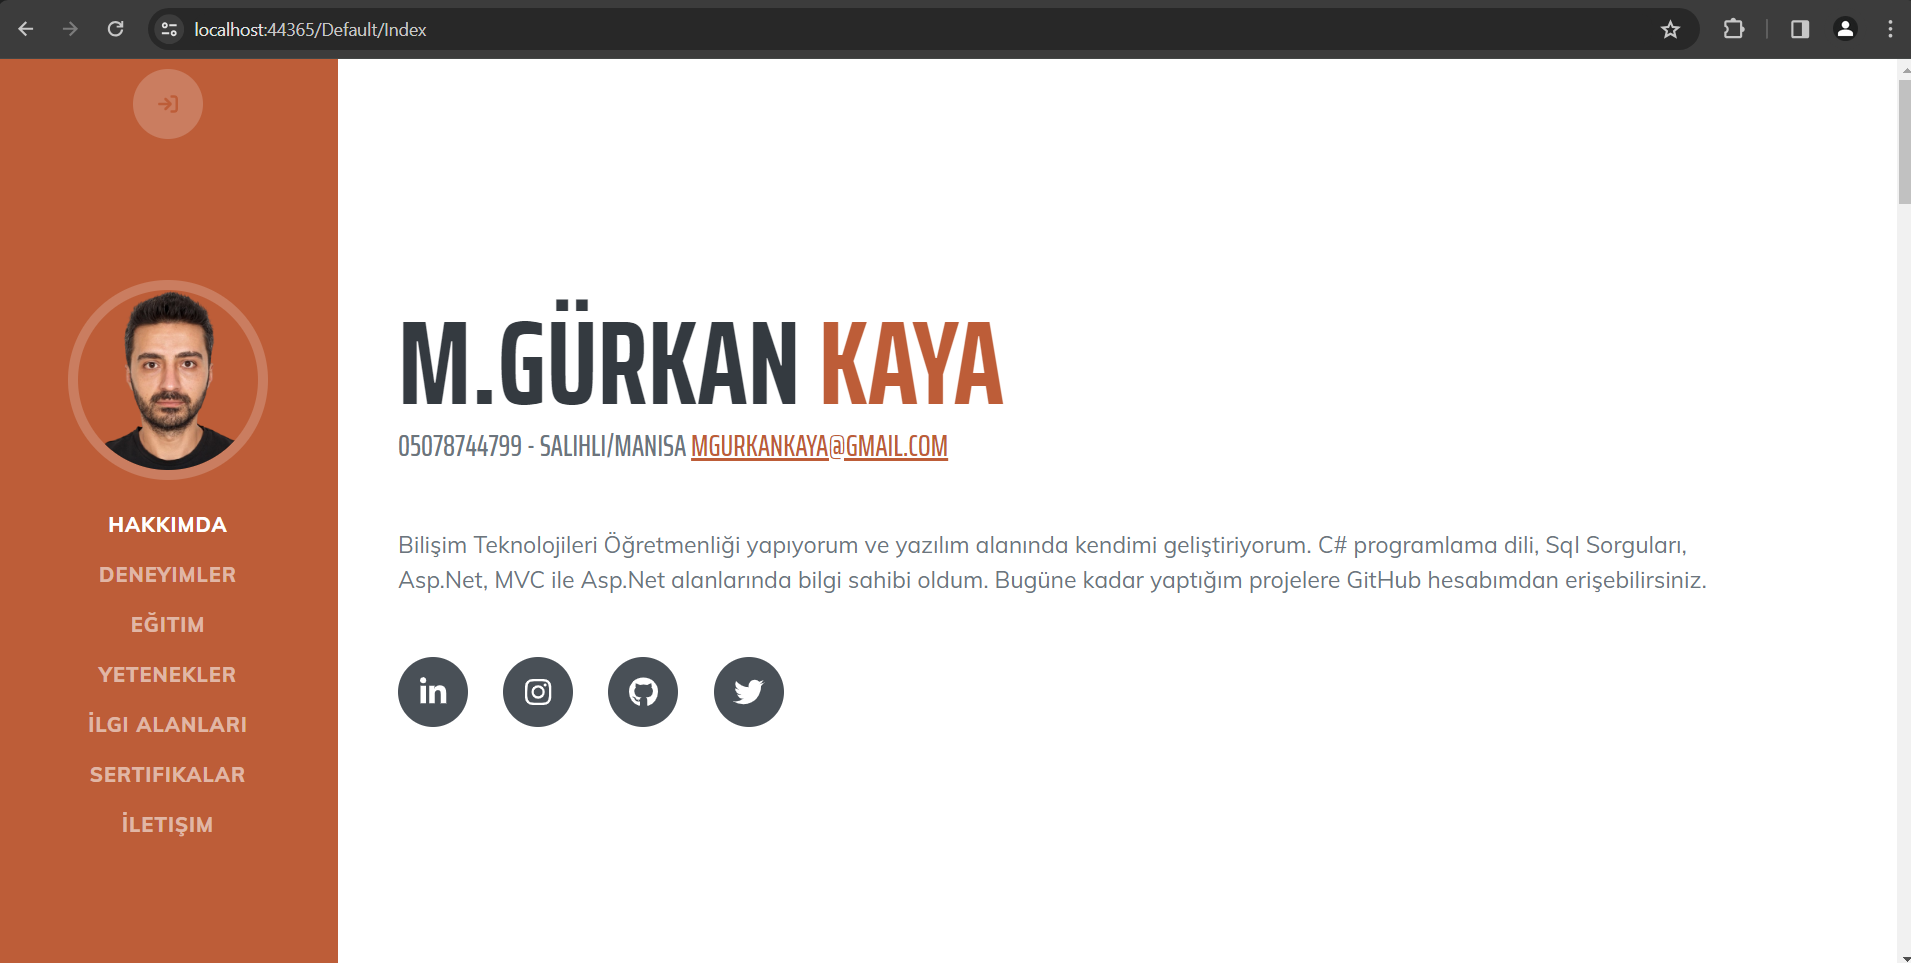 localhost:44365/Default/Index
HAKKIMDA
DENEYIMLER
EĞITIM
YETENEKLER
İLGI ALANLARI
SERTIFIKALAR
İLETIŞIM
M.GÜRKAN KAYA
05078744799 - SALIHLI/MANISA MGURKANKAYA@GMAIL.COM
Bilişim Teknolojileri Öğretmenliği yapıyorum ve yazılım alanında kendimi geliştiriyorum. C# programlama dili, Sql Sorguları,
Asp.Net, MVC ile Asp.Net alanlarında bilgi sahibi oldum. Bugüne kadar yaptığım projelere GitHub hesabımdan erişebilirsiniz.
in